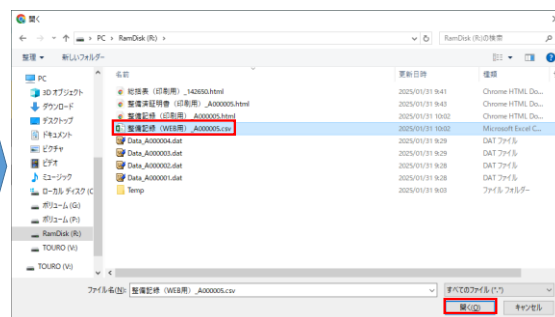 開く
PC > RamDisk (R:) >
RamDisk (R:)の検索
整理 新しいフォルダー
名前 更新日時 種類
PC
3D オブジェクト
ダウンロード
デスクトップ
ドキュメント
ピクチャ
ビデオ
ミュージック
ローカル ディスク (C
ボリューム (G:)
ボリューム (P:)
RamDisk (R:)
TOURO (V:)
TOURO (V:)
総括表（印刷用）_142650.html 2025/01/31 9:41 Chrome HTML Do...
整備済証明書（印刷用）_A000005.html 2025/01/31 9:43 Chrome HTML Do...
整備記録（印刷用）_A000005.html 2025/01/31 10:02 Chrome HTML Do...
整備記録（WEB用）_A000005.csv 2025/01/31 10:02 Microsoft Excel C...
Data_A000004.dat 2025/01/31 9:29 DAT ファイル
Data_A000003.dat 2025/01/31 9:29 DAT ファイル
Data_A000002.dat 2025/01/31 9:28 DAT ファイル
Data_A000001.dat 2025/01/31 9:28 DAT ファイル
Temp 2025/01/31 9:03 ファイル フォルダー
ファイル名(N): 整備記録（WEB用）_A000005.csv すべてのファイル (*.*)
開く(O) キャンセル